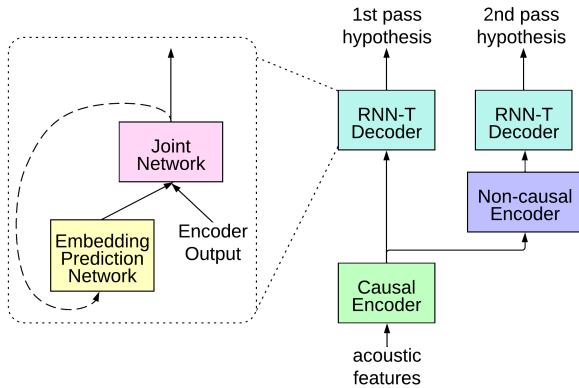 1st pass
hypothesis
2nd pass
hypothesis
RNN-T
Decoder
RNN-T
Decoder
Joint
Network
Non-causal
Encoder
Embedding
Prediction
Network
Encoder
Output
Causal
Encoder
acoustic
features